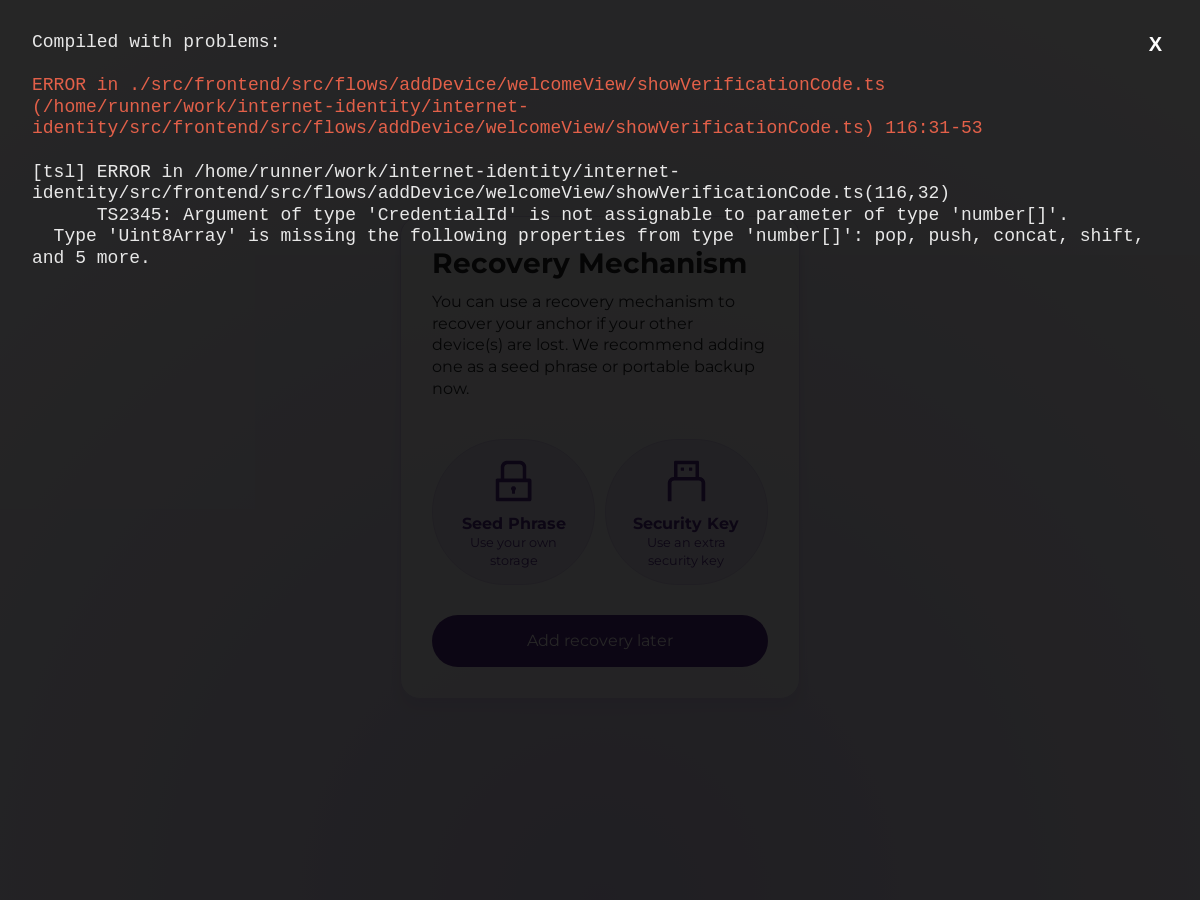 Compiled with problems:
X
ERROR in ./src/frontend/src/flows/addDevice/welcomeView/showVerificationCode.ts
(/home/runner/work/internet-identity/internet-
identity/src/frontend/src/flows/addDevice/welcomeView/showVerificationCode.ts) 116:31-53
[tsl] ERROR in /home/runner/work/internet-identity/internet-
identity/src/frontend/src/flows/addDevice/welcomeView/showVerificationCode.ts(116,32)
TS2345: Argument of type 'CredentialId' is not assignable to parameter of type 'number[]'.
Type 'Uint8Array' is missing the following properties from type 'number[]': pop, push, concat, shift,
and 5 more.
Recovery Mechanism
You can use a recovery mechanism to
recover your anchor if your other
device(s) are lost. We recommend adding
one as a seed phrase or portable backup
now.
Seed Phrase
Use your own
storage
Security Key
Use an extra
security key
Add recovery later